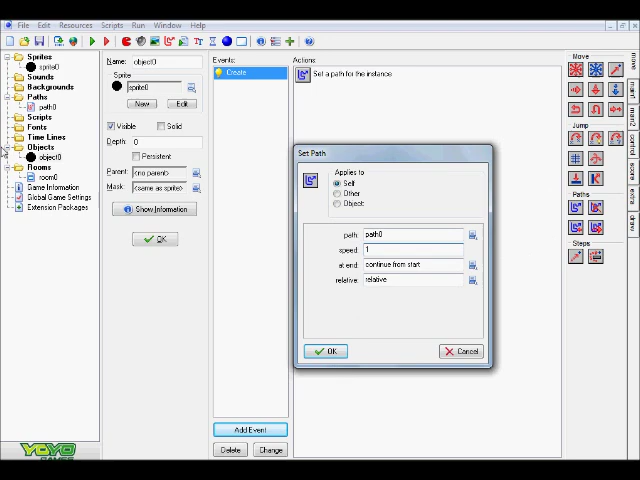 File Edit Resources Scripts Run Window Help
Sprites
sprite0
Sounds
Backgrounds
Paths
path0
Scripts
Fonts
Time Lines
Objects
object0
Rooms
room0
Game Information
Global Game Settings
Extension Packages
YOYO
GAMES
Name: object0
Sprite
sprite0
New
Edit
Visible
Solid
Depth: 0
Persistent
Parent: <no parent>
Mask: <same as sprite>
Show Information
OK
Events:
Create
Add Event
Delete
Change
Actions:
Set a path for the instance
Set Path
Applies to
Self
Other
Object:
path: path0
speed: 1
at end: continue from start
relative: relative
OK
Cancel
Move
Jump
Paths
Steps
move
main1
main2
control
score
extra
draw